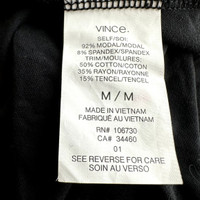 VINCE.
SELF/SOI:
92% MODAL/MODAL
8% SPANDEX/SPANDEX
TRIM/MOULURES:
50% COTTON/COTON
35% RAYON/RAYONNE
15% TENCEL/TENCEL
M / M
MADE IN VIETNAM
FABRIQUÉ AU VIETNAM
RN# 106730
CA# 34460
01
SEE REVERSE FOR CARE
SOIN AU VERSO